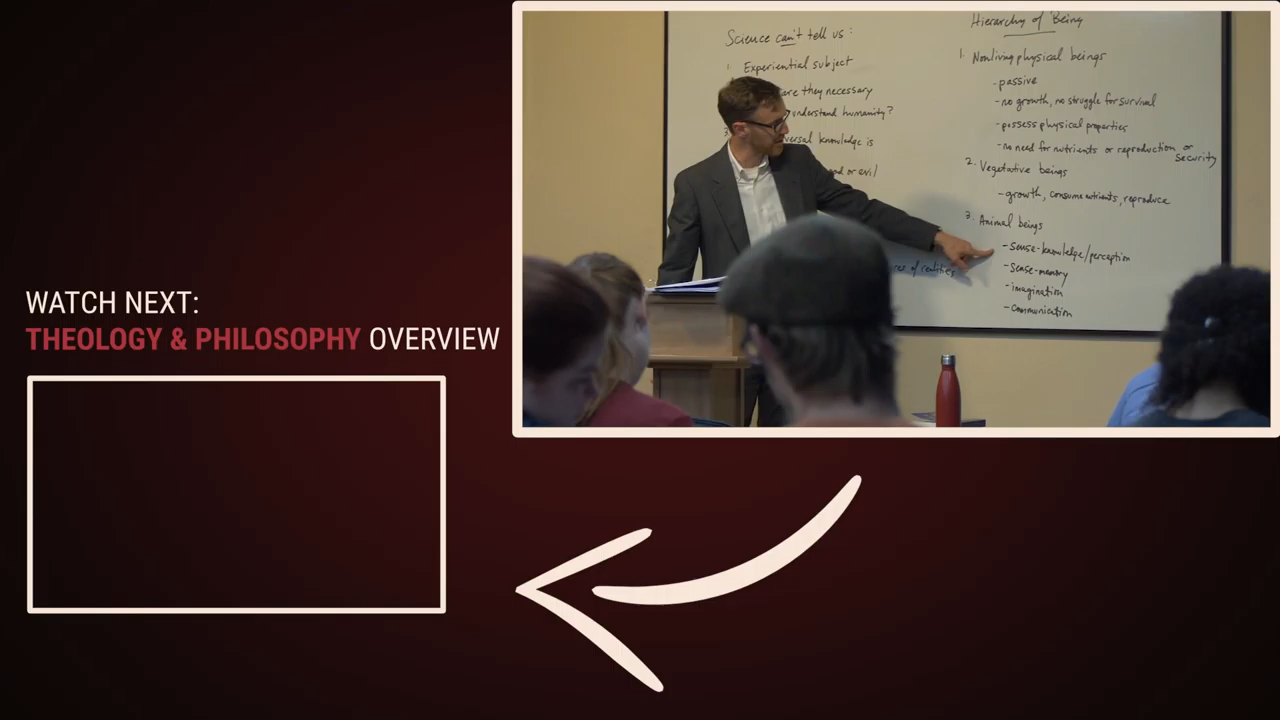 WATCH NEXT:
THEOLOGY & PHILOSOPHY OVERVIEW
Science can't tell us:
1. Experiential subject
are they necessary
understand humanity?
knowledge is
or evil
of realities
Hierarchy of Being
1. Nonliving physical beings
- passive
- no growth, no struggle for survival
- possess physical properties
- no need for nutrients or reproduction or
security
2. Vegetative beings
- growth, consume nutrients, reproduce
3. Animal beings
- sense-knowledge/perception
- sense-memory
- imagination
- communication